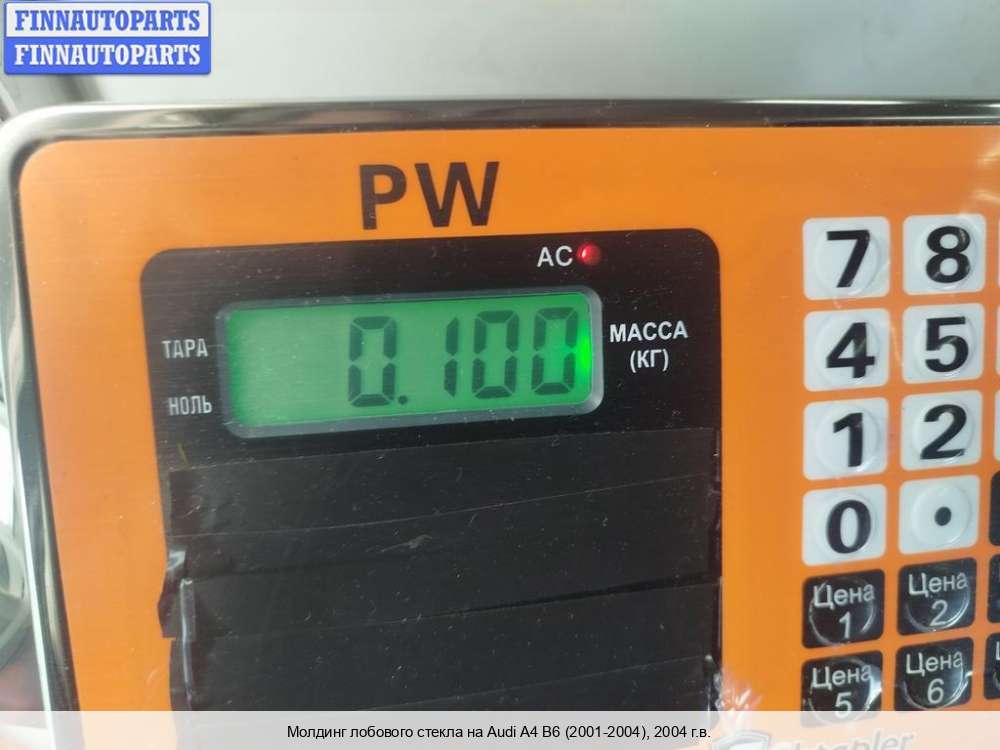 FINNAUTOPARTS
FINNAUTOPARTS
PW
AC
ТАРА
0.100
МАССА
(КГ)
НОЛЬ
7 8
4 5
1 2
0 .
Цена 1
Цена 2
Цена 5
Цена 6
Молдинг лобового стекла на Audi A4 B6 (2001-2004), 2004 г.в.